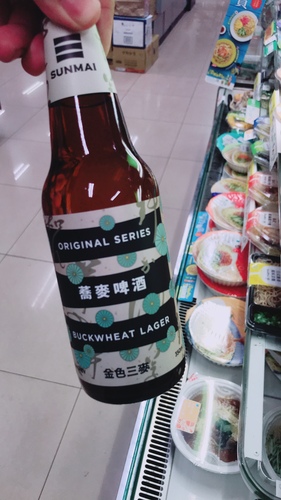 SUNMAI
ORIGINAL SERIES
蕎麥啤酒
BUCKWHEAT LAGER
金色三麥